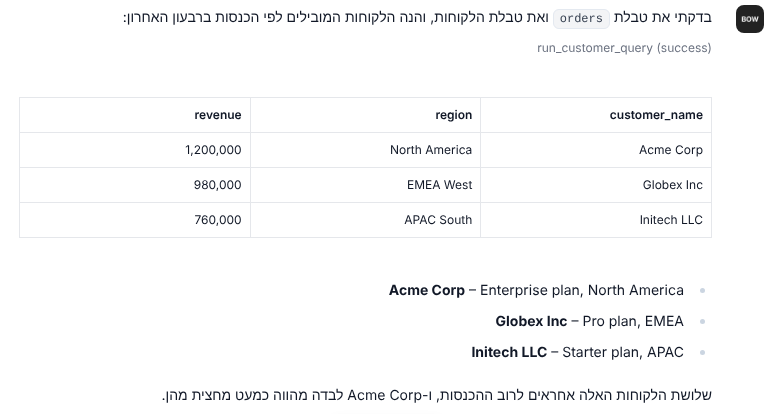 BOW
בדקתי את טבלת orders ואת טבלת הלקוחות, והנה הלקוחות המובילים לפי הכנסות ברבעון האחרון:
run_customer_query (success)
customer_name region revenue
Acme Corp North America 1,200,000
Globex Inc EMEA West 980,000
Initech LLC APAC South 760,000
Acme Corp – Enterprise plan, North America
Globex Inc – Pro plan, EMEA
Initech LLC – Starter plan, APAC
שלושת הלקוחות האלה אחראים לרוב ההכנסות, ו-Acme Corp לבדה מהווה כמעט מחצית מהן.